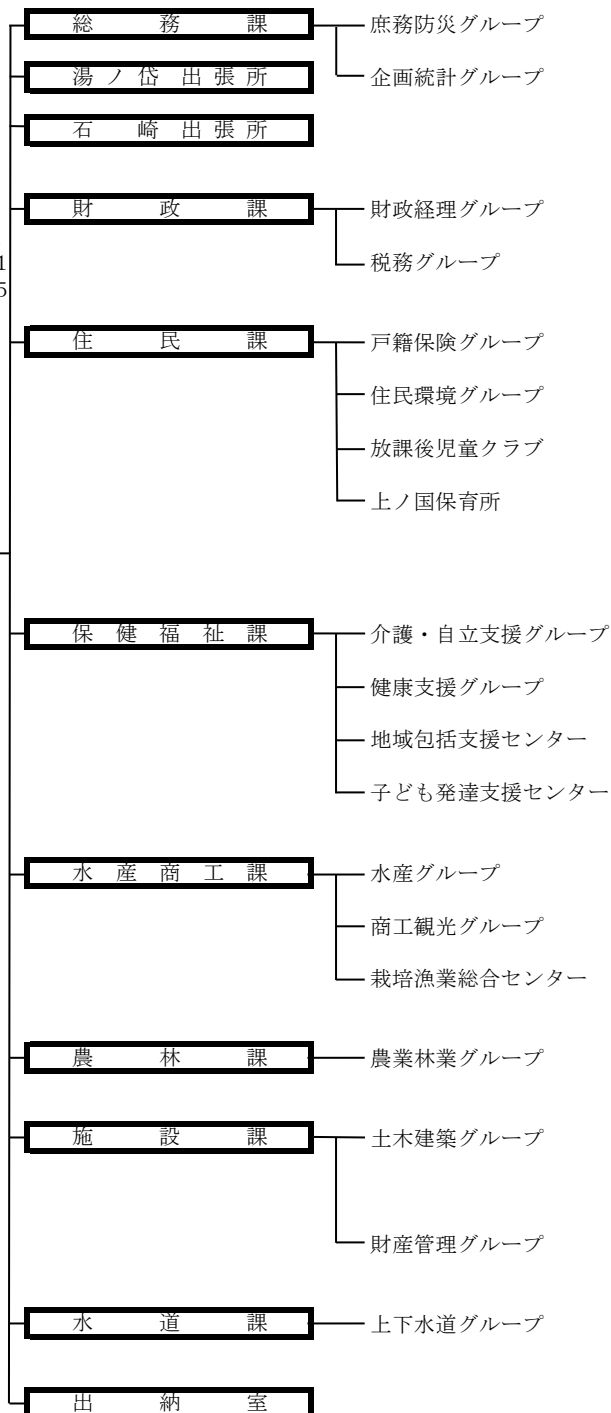 総務課 庶務防災グループ
湯ノ岱出張所 企画統計グループ
石崎出張所
財政課 財政経理グループ
税務グループ
1
5
住民課 戸籍保険グループ
住民環境グループ
放課後児童クラブ
上ノ国保育所
保健福祉課 介護・自立支援グループ
健康支援グループ
地域包括支援センター
子ども発達支援センター
水産商工課 水産グループ
商工観光グループ
栽培漁業総合センター
農林課 農業林業グループ
施設課 土木建築グループ
財産管理グループ
水道課 上下水道グループ
出納室